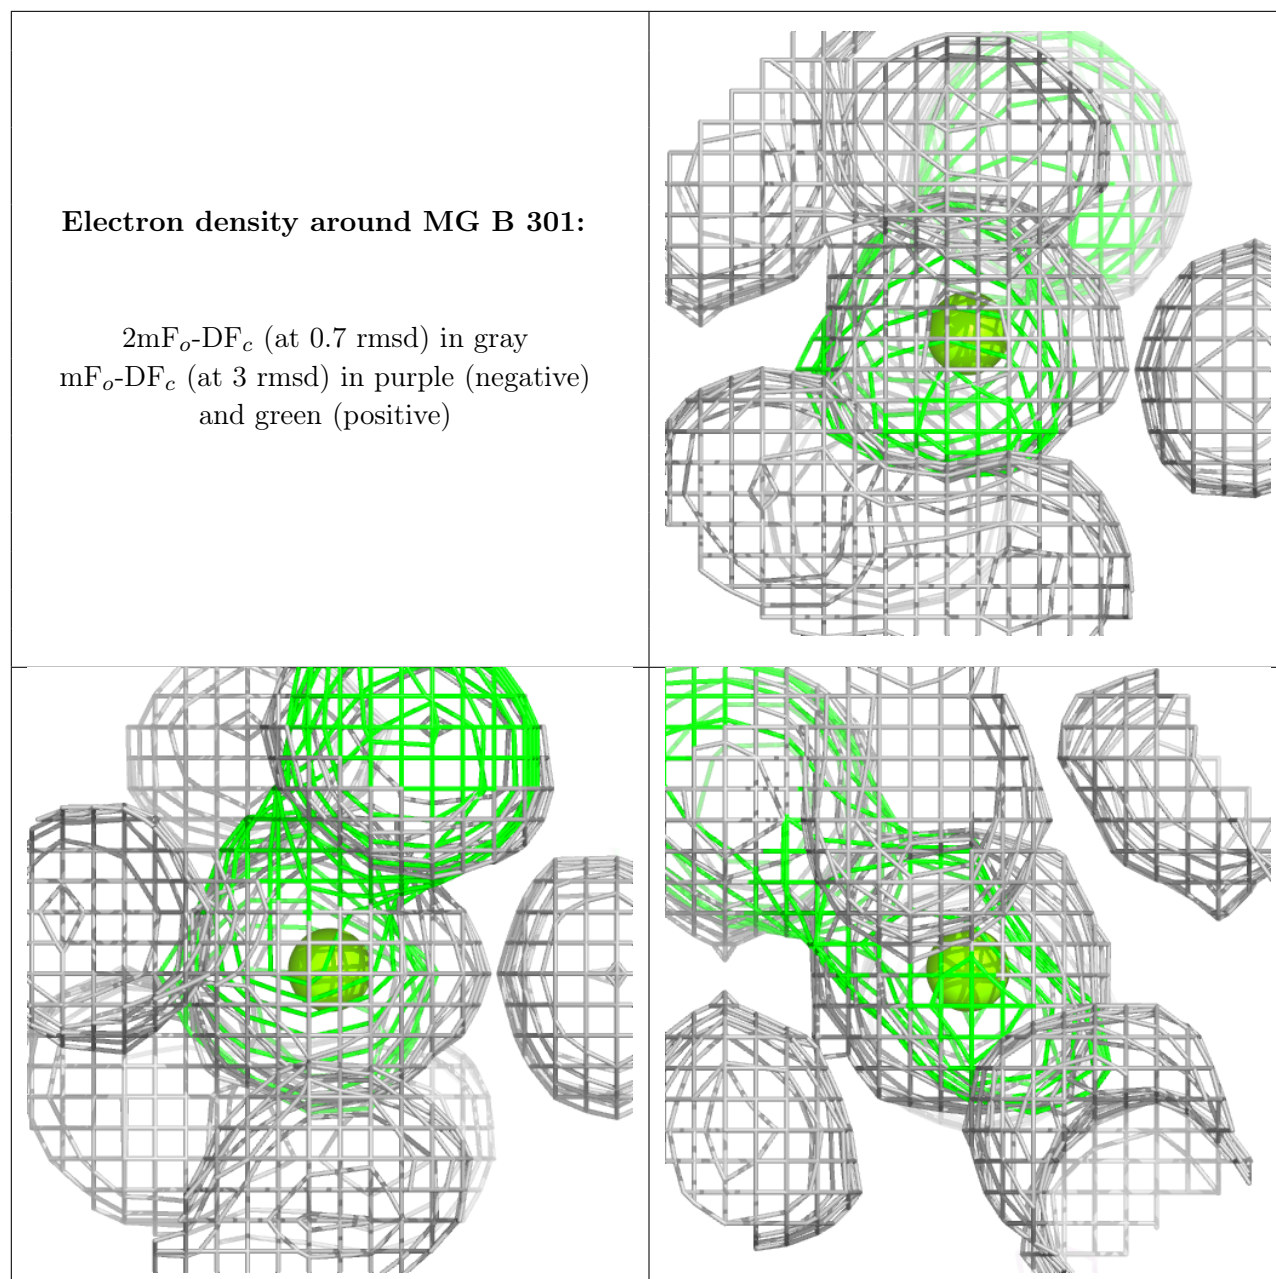 Electron density around MG B 301:
2mFo-DFc (at 0.7 rmsd) in gray
mFo-DFc (at 3 rmsd) in purple (negative)
and green (positive)